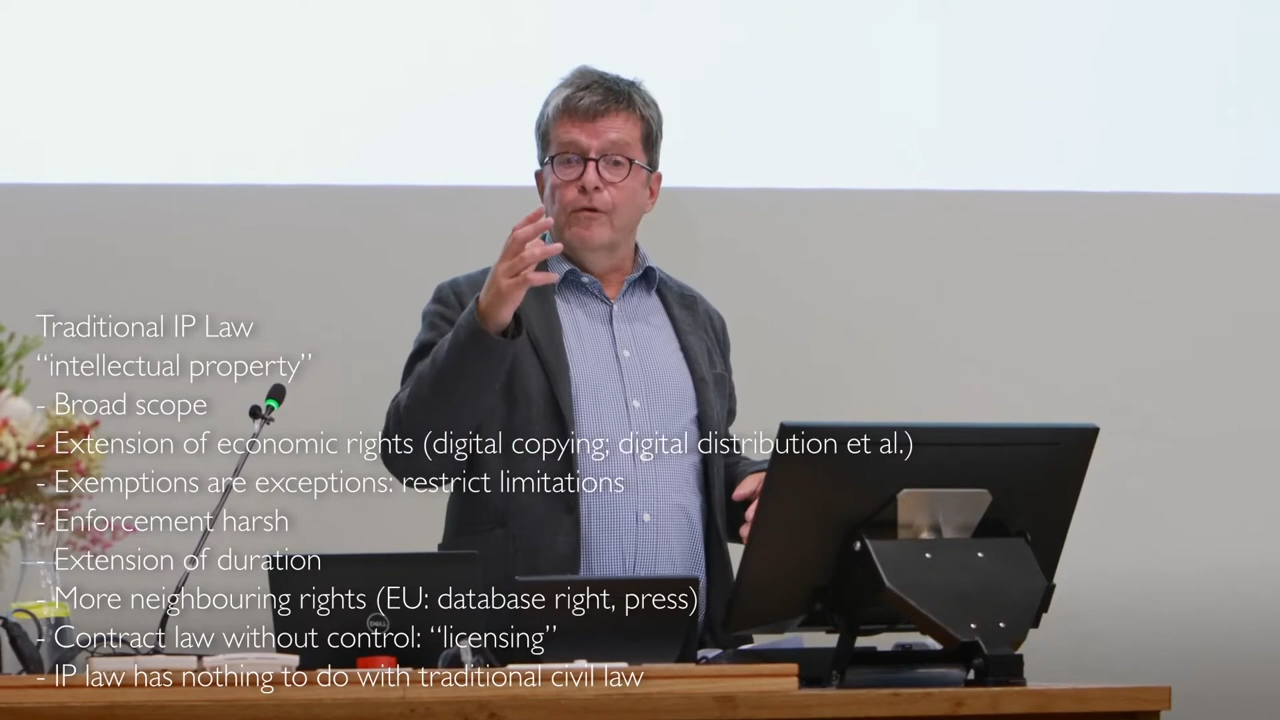 Traditional IP Law
“intellectual property”
- Broad scope
- Extension of economic rights (digital copying; digital distribution et al.)
- Exemptions are exceptions: restrict limitations
- Enforcement harsh
- Extension of duration
- More neighbouring rights (EU: database right, press)
- Contract law without control: “licensing”
- IP law has nothing to do with traditional civil law
DELL